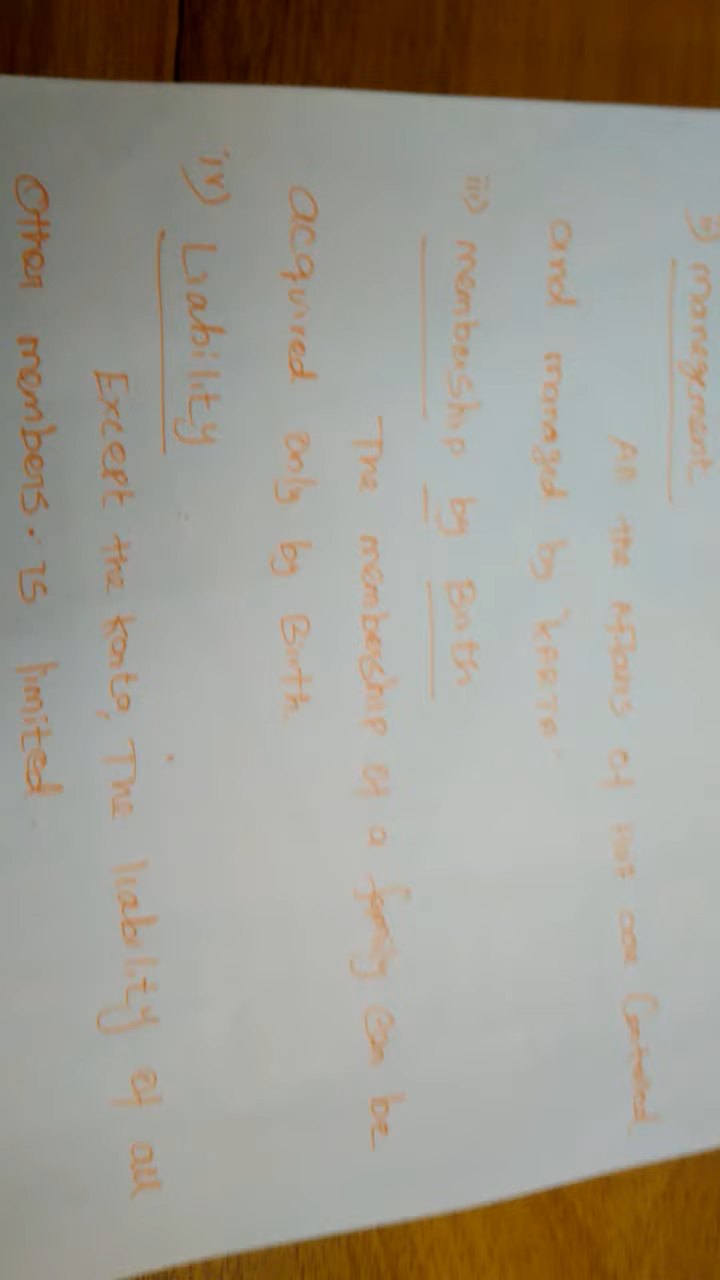 ii) management
All the Affairs of HUF are Controlled
and managed by 'KARTA'
iii) membership by Birth
The membership of a family can be
acquired only by Birth
iv) Liability
Except the karta, The liability of all
Other members. is limited.